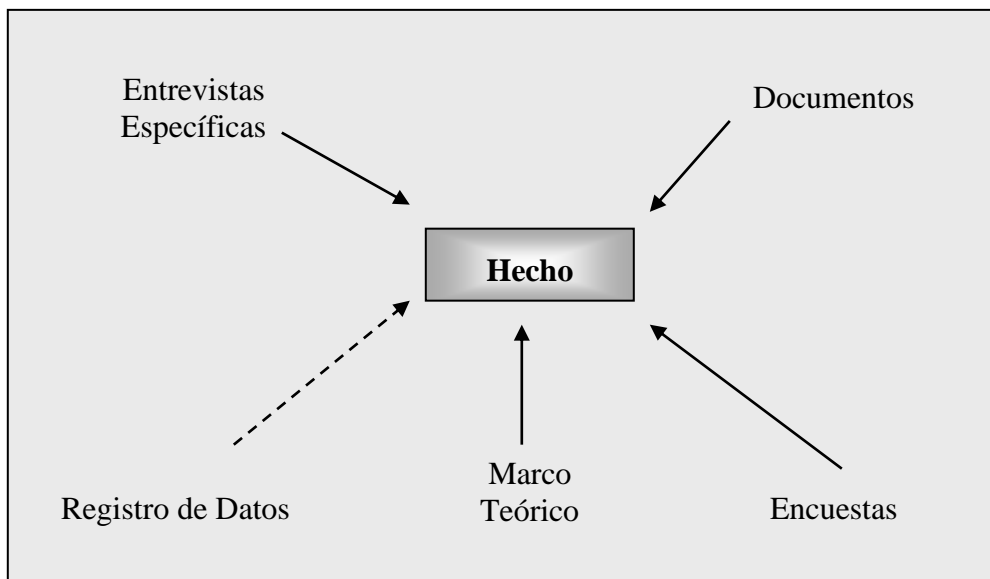 Entrevistas
Específicas
Documentos
Hecho
Registro de Datos
Marco
Teórico
Encuestas